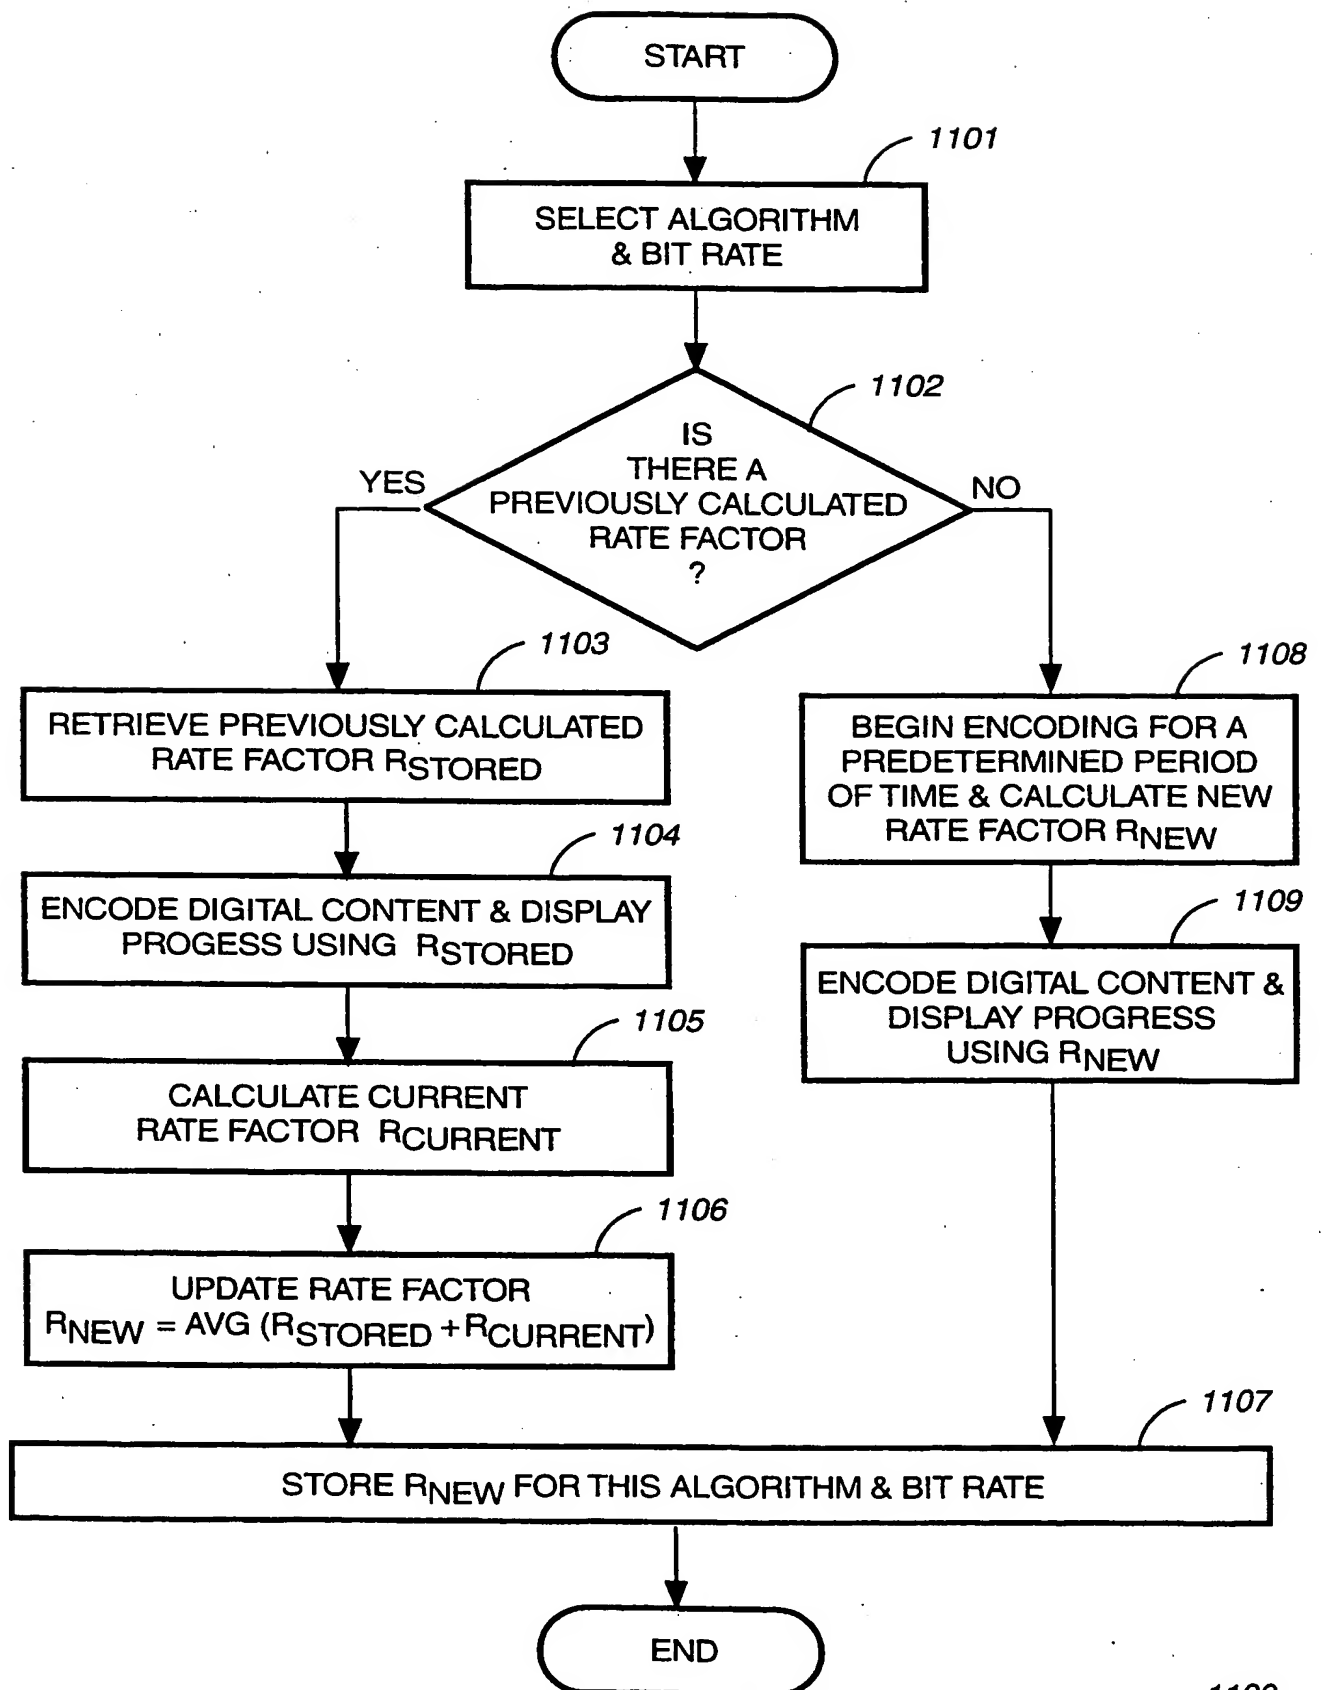 START
1101
SELECT ALGORITHM
& BIT RATE
1102
IS
THERE A
PREVIOUSLY CALCULATED
RATE FACTOR
?
YES
NO
1103
RETRIEVE PREVIOUSLY CALCULATED
RATE FACTOR RSTORED
1104
ENCODE DIGITAL CONTENT & DISPLAY
PROGESS USING RSTORED
1105
CALCULATE CURRENT
RATE FACTOR RCURRENT
1106
UPDATE RATE FACTOR
RNEW = AVG (RSTORED + RCURRENT)
1108
BEGIN ENCODING FOR A
PREDETERMINED PERIOD
OF TIME & CALCULATE NEW
RATE FACTOR RNEW
1109
ENCODE DIGITAL CONTENT &
DISPLAY PROGRESS
USING RNEW
1107
STORE RNEW FOR THIS ALGORITHM & BIT RATE
END